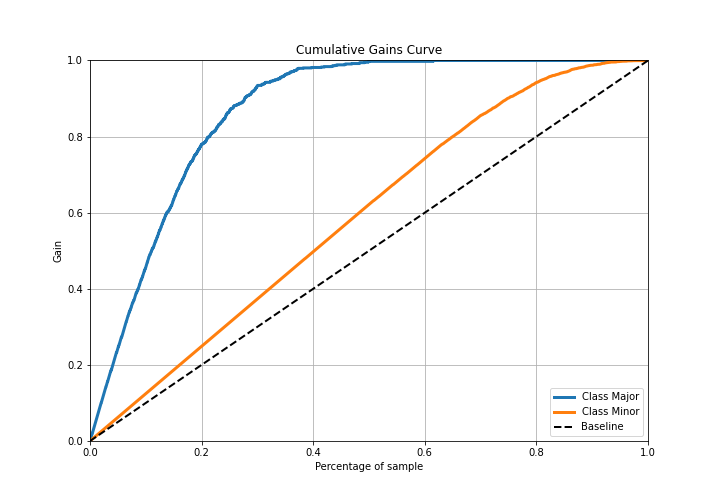 Cumulative Gains Curve
1.0
0.8
0.6
0.4
0.2
0.0
Gain
0.0 0.2 0.4 0.6 0.8 1.0
Percentage of sample
Class Major
Class Minor
Baseline